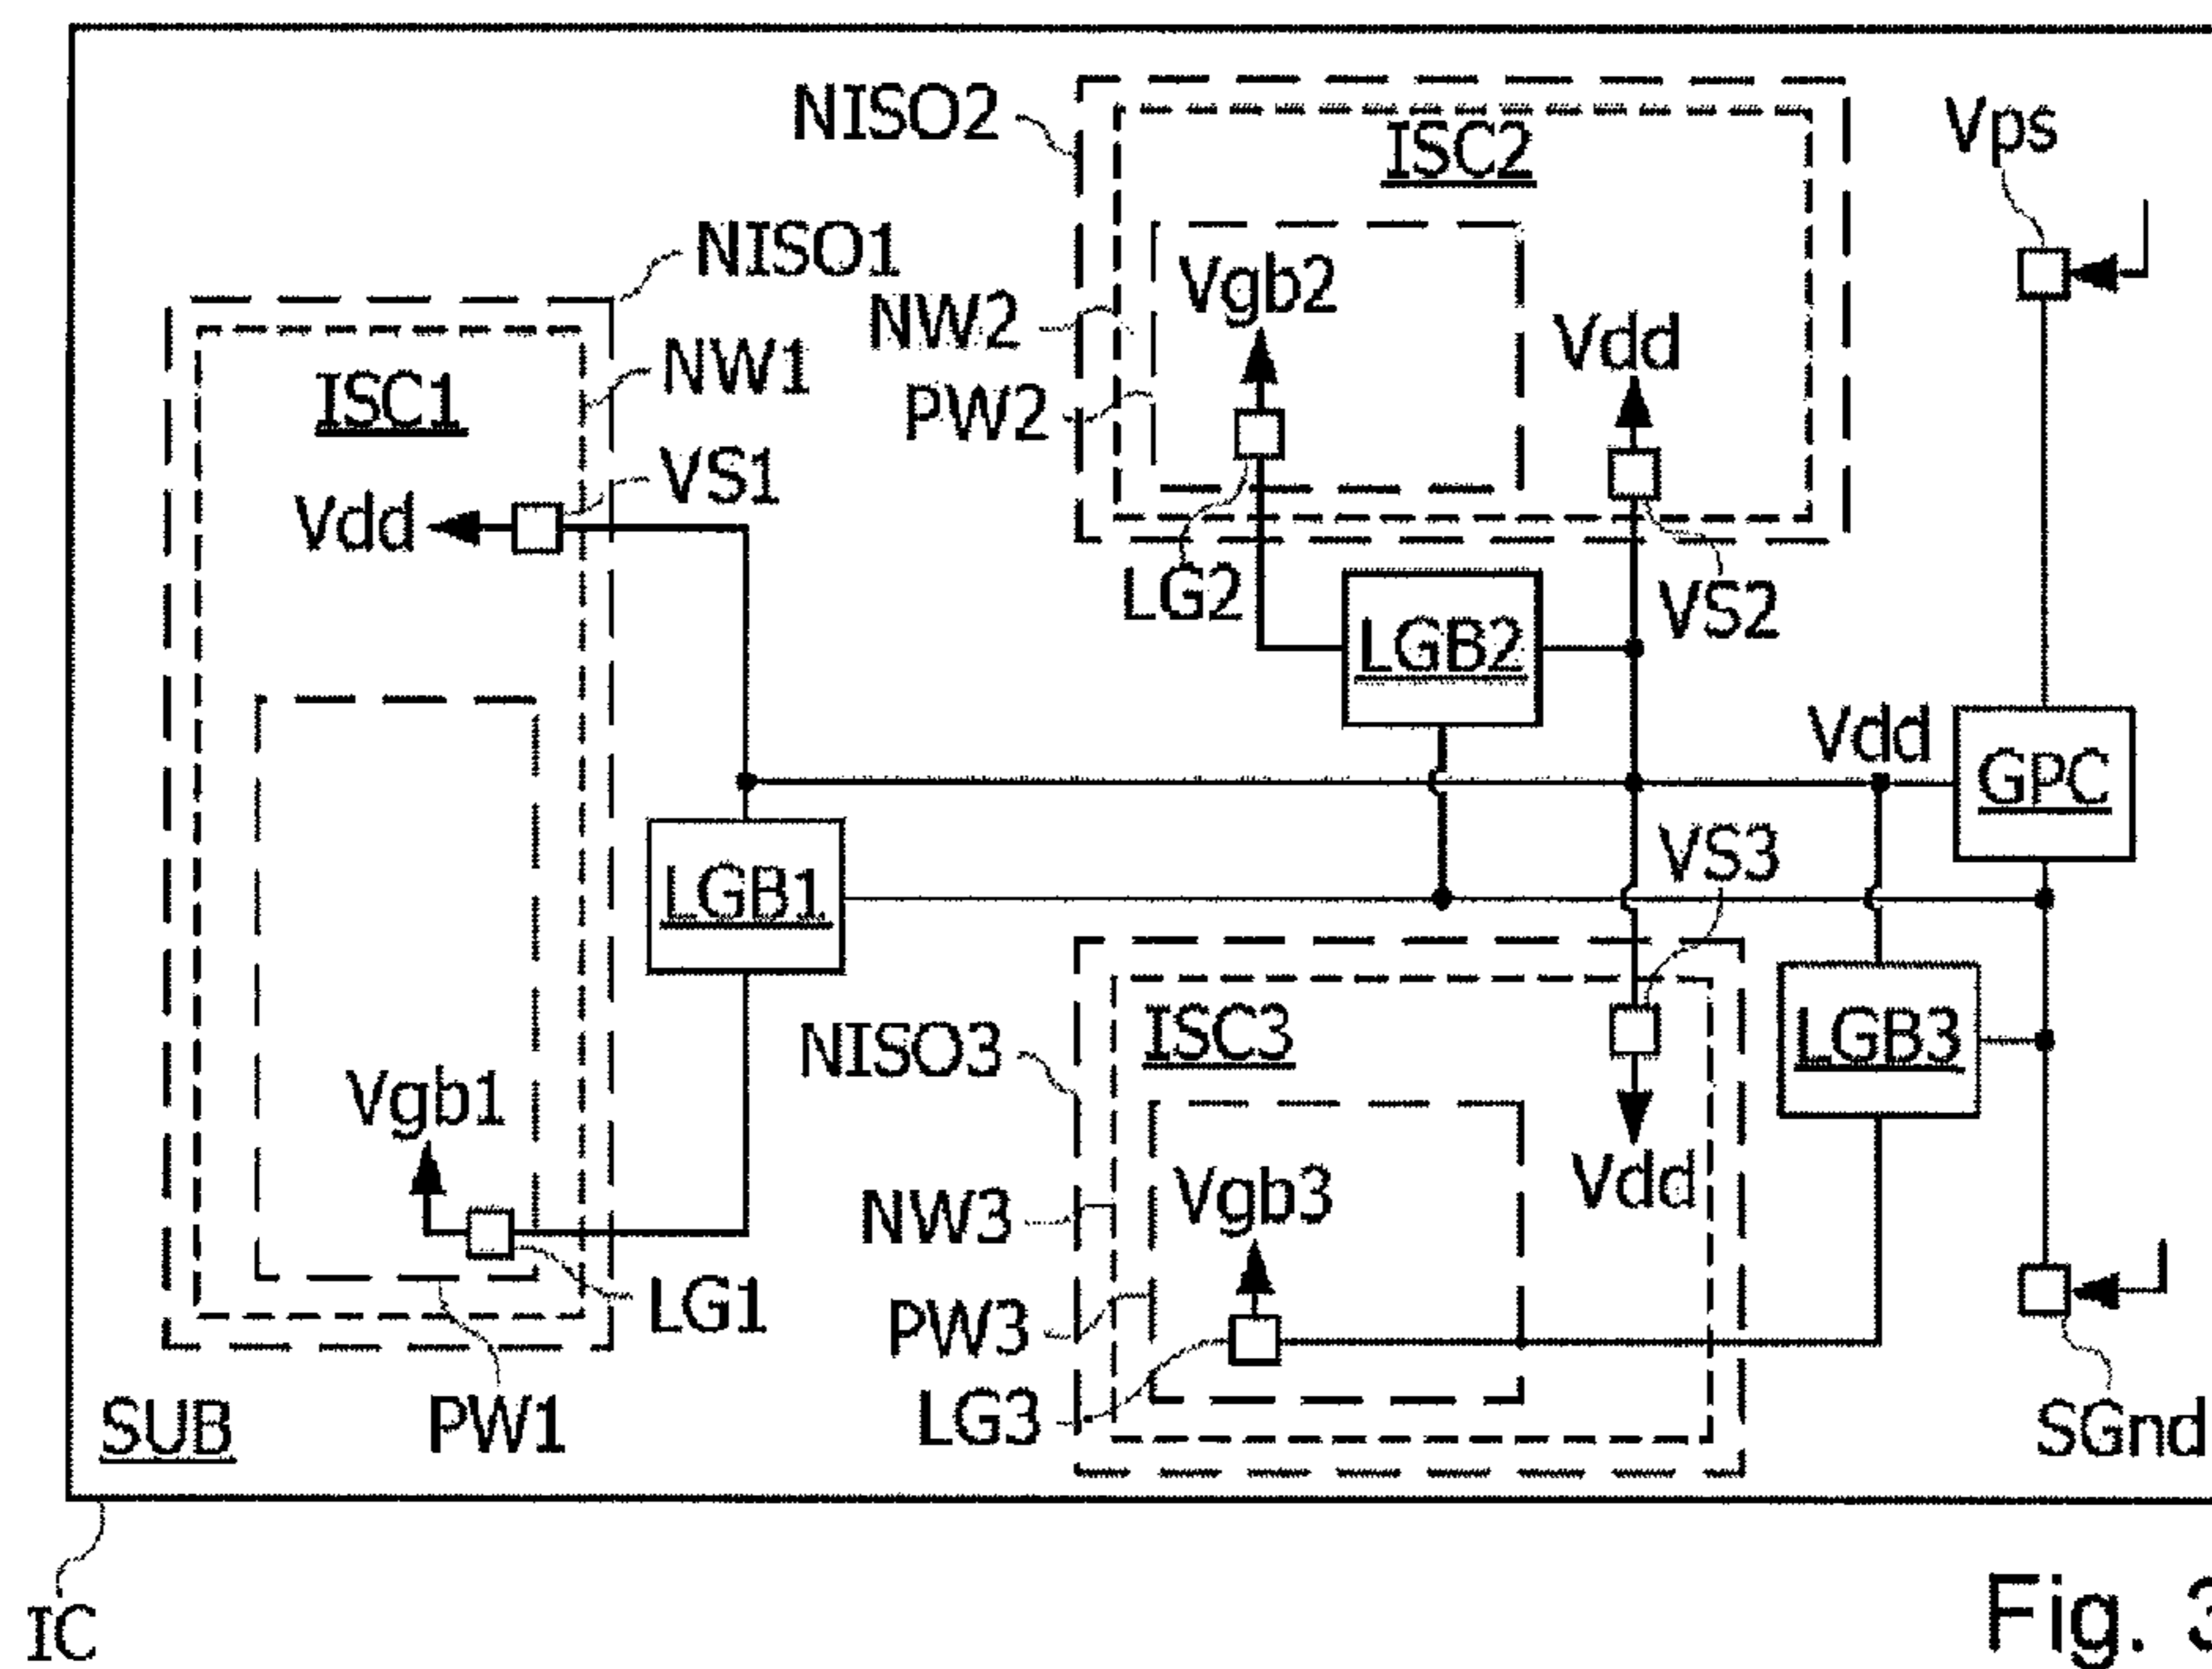 NISO2
ISC2
Vps
NISO1
Vgb2
NW2
Vdd
NW1
ISC1
PW2
VS1
Vdd
LG2
VS2
LGB2
Vdd
GPC
VS3
LGB1
ISC3
LGB3
NISO3
Vgb1
Vdd
Vgb3
NW3
LG1
PW3
LG3
SUB
PW1
SGnd
IC
Fig. 3